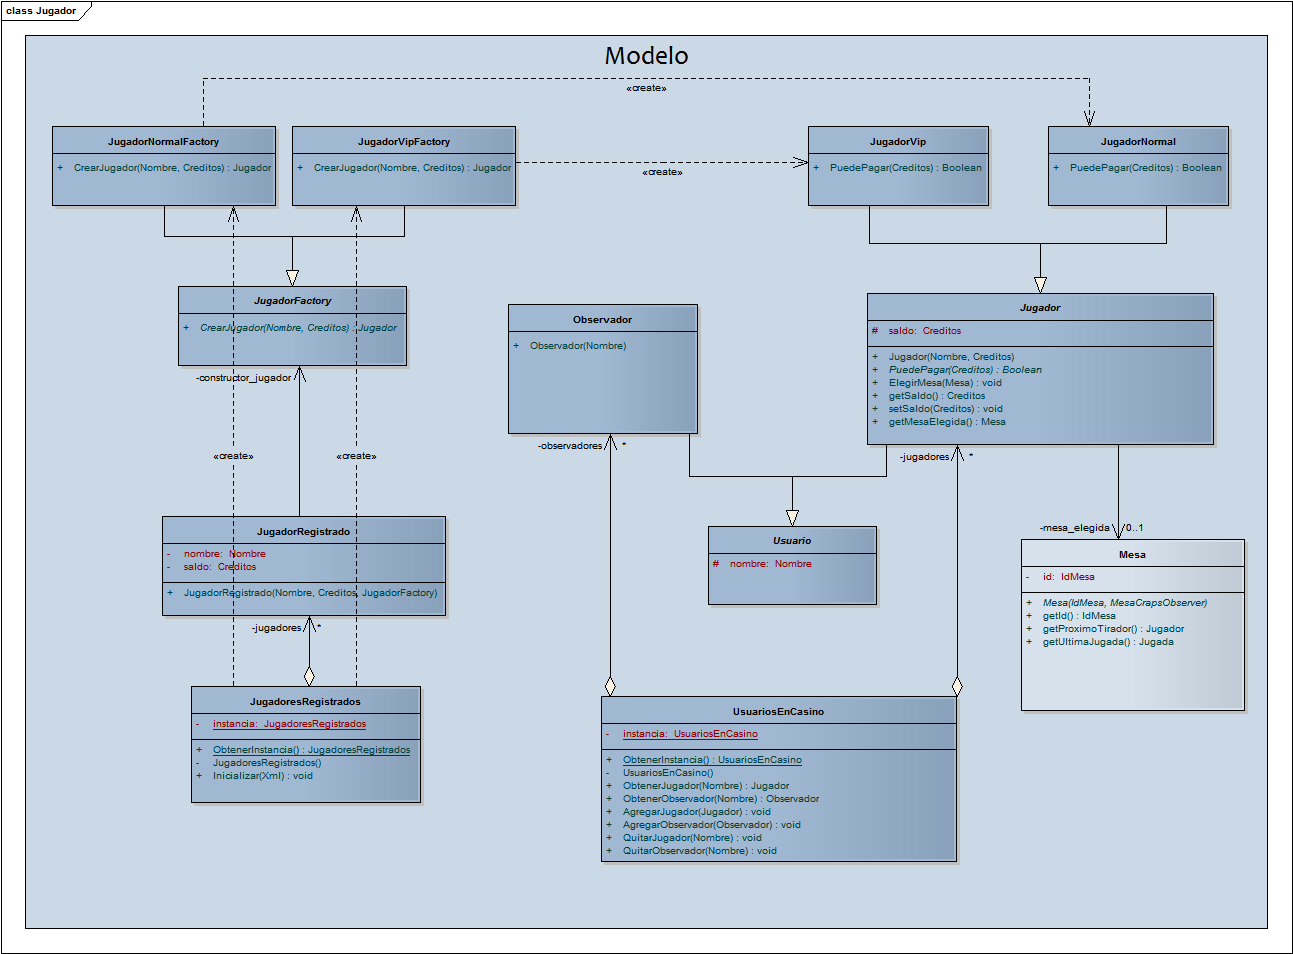 class Jugador
Modelo
«create»
JugadorNormalFactory
+ CrearJugador(Nombre, Creditos) : Jugador
JugadorVipFactory
+ CrearJugador(Nombre, Creditos) : Jugador
«create»
JugadorVip
+ PuedePagar(Creditos) : Boolean
JugadorNormal
+ PuedePagar(Creditos) : Boolean
JugadorFactory
+ CrearJugador(Nombre, Creditos) : Jugador
-constructor_jugador
«create»
«create»
Observador
+ Observador(Nombre)
-observadores
*
Jugador
# saldo: Creditos
+ Jugador(Nombre, Creditos)
+ PuedePagar(Creditos) : Boolean
+ ElegirMesa(Mesa) : void
+ getSaldo() : Creditos
+ setSaldo(Creditos) : void
+ getMesaElegida() : Mesa
-jugadores
*
-mesa_elegida
0..1
JugadorRegistrado
- nombre: Nombre
- saldo: Creditos
+ JugadorRegistrado(Nombre, Creditos, JugadorFactory)
-jugadores
*
Usuario
# nombre: Nombre
Mesa
- id: IdMesa
+ Mesa(IdMesa, MesaCrapsObserver)
+ getId() : IdMesa
+ getProximoTirador() : Jugador
+ getUltimaJugada() : Jugada
JugadoresRegistrados
- instancia: JugadoresRegistrados
+ ObtenerInstancia() : JugadoresRegistrados
- JugadoresRegistrados()
+ Inicializar(Xml) : void
UsuariosEnCasino
- instancia: UsuariosEnCasino
+ ObtenerInstancia() : UsuariosEnCasino
- UsuariosEnCasino()
+ ObtenerJugador(Nombre) : Jugador
+ ObtenerObservador(Nombre) : Observador
+ AgregarJugador(Jugador) : void
+ AgregarObservador(Observador) : void
+ QuitarJugador(Nombre) : void
+ QuitarObservador(Nombre) : void